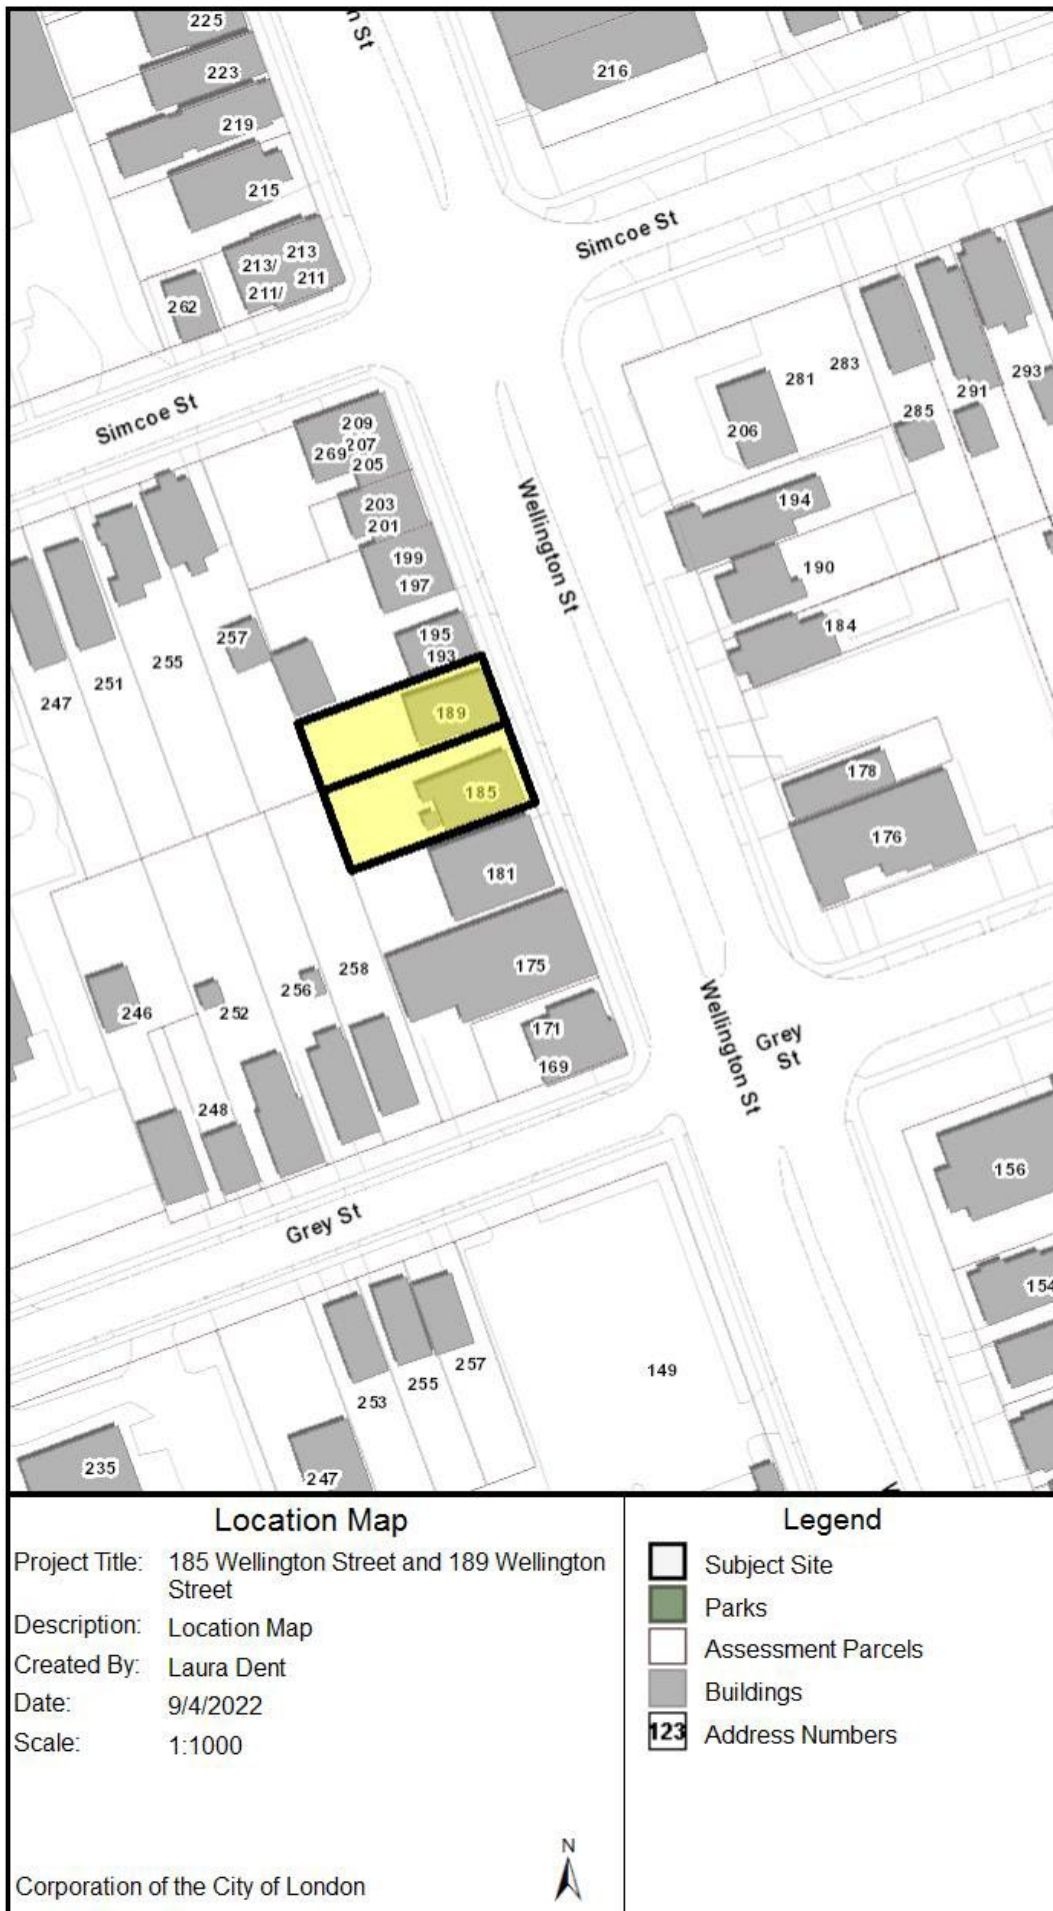 225
n St
223
216
219
215
Simcoe St
213
213/
211
211/
262
283
281
293
291
Simcoe St
285
209
206
207
269
205
194
203
201
Wellington St
199
190
197
184
195
257
193
255
251
247
189
178
185
176
181
175
258
256
246
252
Wellington St
171
Grey
St
169
248
156
Grey St
154
257
149
255
253
235
247
Location Map
Project Title: 185 Wellington Street and 189 Wellington
Street
Description: Location Map
Created By: Laura Dent
Date: 9/4/2022
Scale: 1:1000
N
Corporation of the City of London
Legend
Subject Site
Parks
Assessment Parcels
Buildings
123 Address Numbers